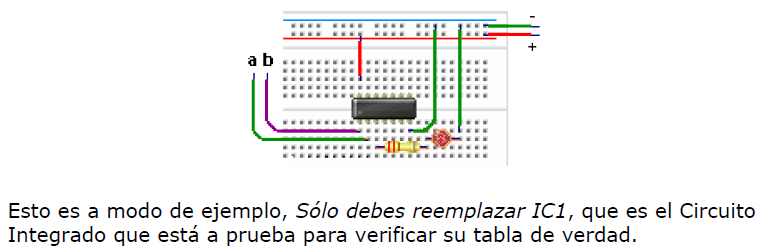 -
+
a b
Esto es a modo de ejemplo, Sólo debes reemplazar IC1, que es el Circuito
Integrado que está a prueba para verificar su tabla de verdad.